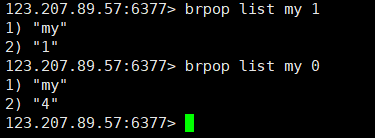 123.207.89.57:6377> brpop list my 1
1) "my"
2) "1"
123.207.89.57:6377> brpop list my 0
1) "my"
2) "4"
123.207.89.57:6377>